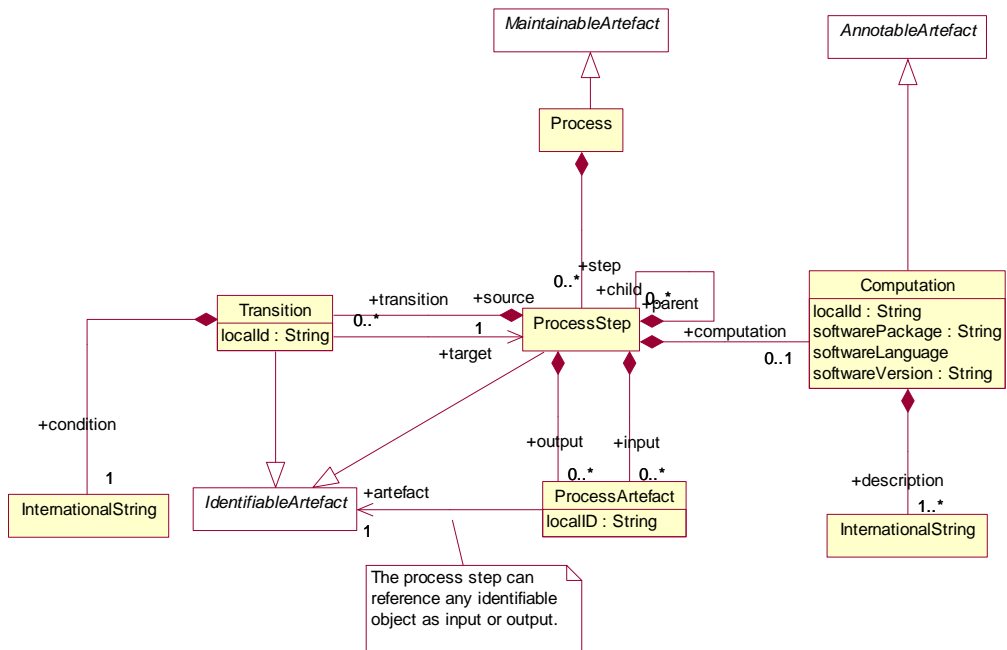 MaintainableArtefact
AnnotableArtefact
Process
+step
0..*
+child
0..*
+parent
Transition
localId : String
+transition
0..*
+source
1
+target
ProcessStep
+computation
0..1
Computation
localId : String
softwarePackage : String
softwareLanguage
softwareVersion : String
+condition
1
+output
0..*
+input
0..*
+description
1..*
InternationalString
IdentifiableArtefact
+artefact
1
ProcessArtefact
localID : String
InternationalString
The process step can
reference any identifiable
object as input or output.